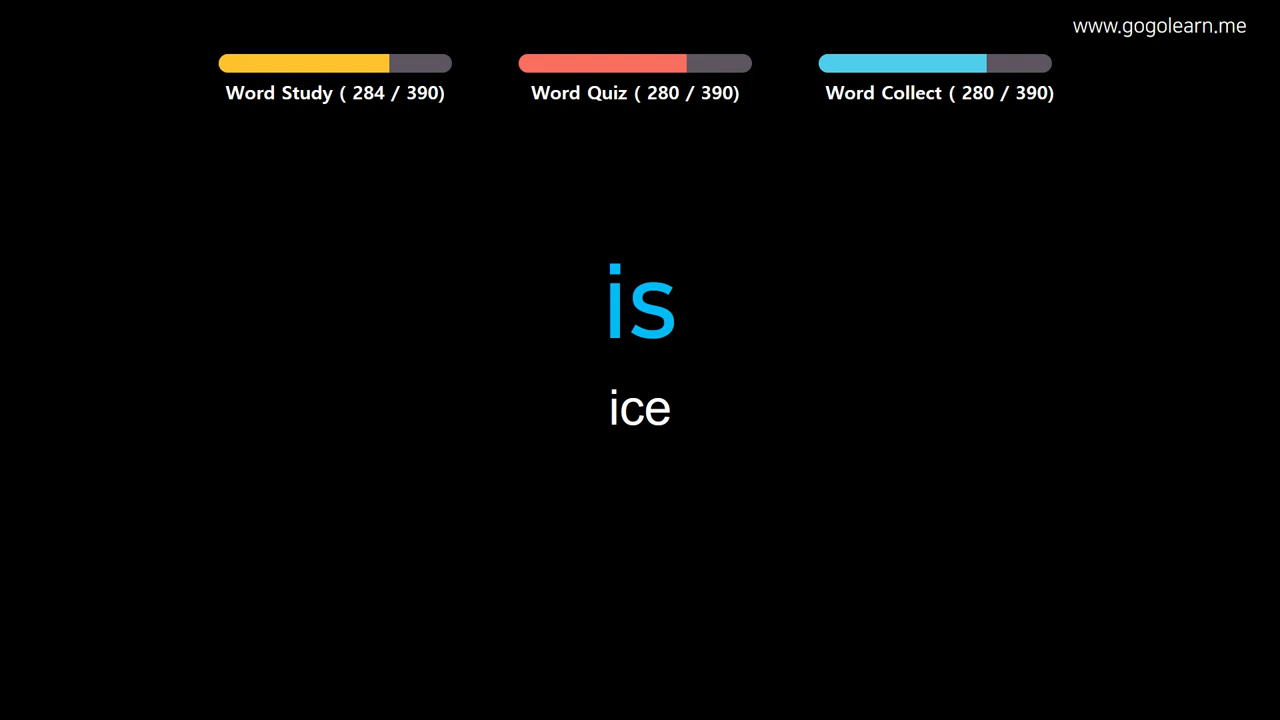 www.gogolearn.me
Word Study ( 284 / 390)
Word Quiz ( 280 / 390)
Word Collect ( 280 / 390)
is
ice